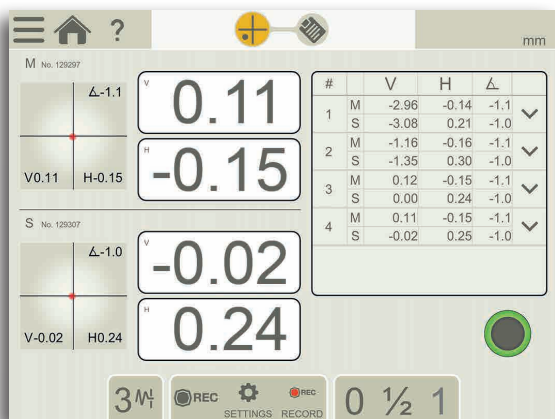 ?
mm
M No. 129297
∡-1.1
V0.11 H-0.15
V 0.11
H -0.15
S No. 129307
∡-1.0
V-0.02 H0.24
V -0.02
H 0.24
# V H ∡
1 M -2.96 -0.14 -1.1
S -3.08 0.21 -1.0
2 M -1.16 -0.16 -1.1
S -1.35 0.30 -1.0
3 M 0.12 -0.15 -1.1
S 0.00 0.24 -1.0
4 M 0.11 -0.15 -1.1
S -0.02 0.25 -1.0
3
REC
SETTINGS
REC
RECORD
0 ½ 1